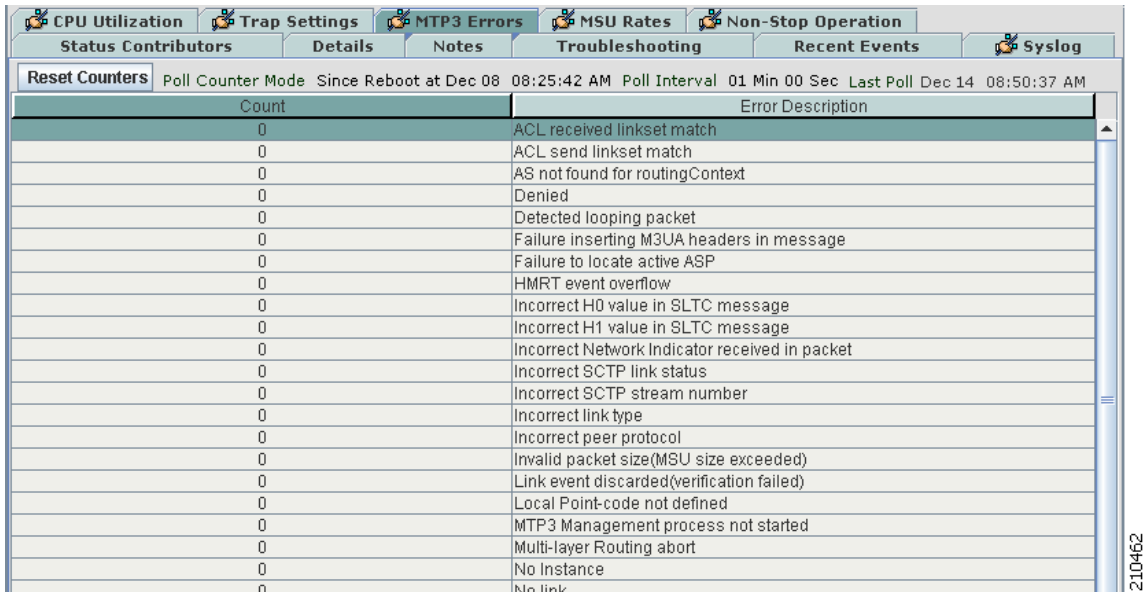 CPU Utilization Trap Settings MTP3 Errors MSU Rates Non-Stop Operation
Status Contributors Details Notes Troubleshooting Recent Events Syslog
Reset Counters Poll Counter Mode Since Reboot at Dec 08 08:25:42 AM Poll Interval 01 Min 00 Sec Last Poll Dec 14 08:50:37 AM
Count Error Description
0 ACL received linkset match
0 ACL send linkset match
0 AS not found for routingContext
0 Denied
0 Detected looping packet
0 Failure inserting M3UA headers in message
0 Failure to locate active ASP
0 HMRT event overflow
0 Incorrect H0 value in SLTC message
0 Incorrect H1 value in SLTC message
0 Incorrect Network Indicator received in packet
0 Incorrect SCTP link status
0 Incorrect SCTP stream number
0 Incorrect link type
0 Incorrect peer protocol
0 Invalid packet size(MSU size exceeded)
0 Link event discarded(verification failed)
0 Local Point-code not defined
0 MTP3 Management process not started
0 Multi-layer Routing abort
0 No Instance
0 No link
210462